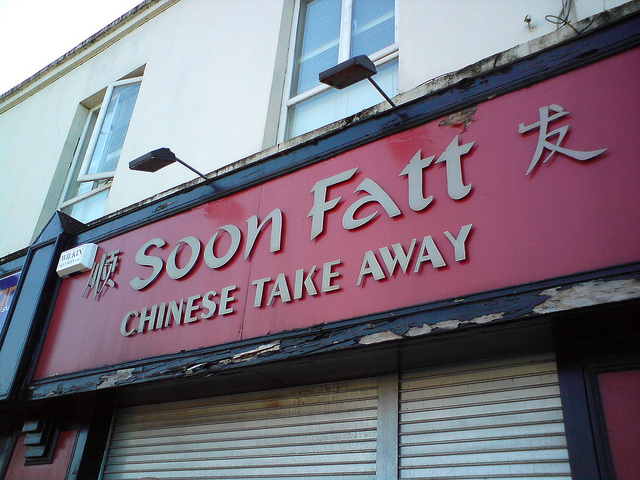 顺 Soon Fatt 发
CHINESE TAKE AWAY